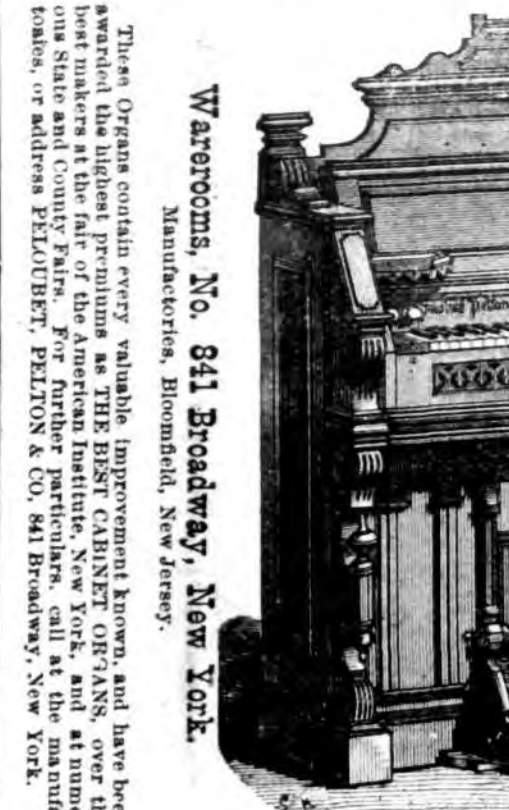 Warerooms, No. 841 Broadway, New York.
Manufactories, Bloomfield, New Jersey.
These Organs contain every valuable improvement known, and have bee
awarded the highest premiums as THE BEST CABINET ORGANS, over th
best makers at the fair of the American Institute, New York, and at nume
ous State and County Fairs. For further particulars, call at the manufa
tories, or address PELOUBET, PELTON & CO, 841 Broadway, New York.